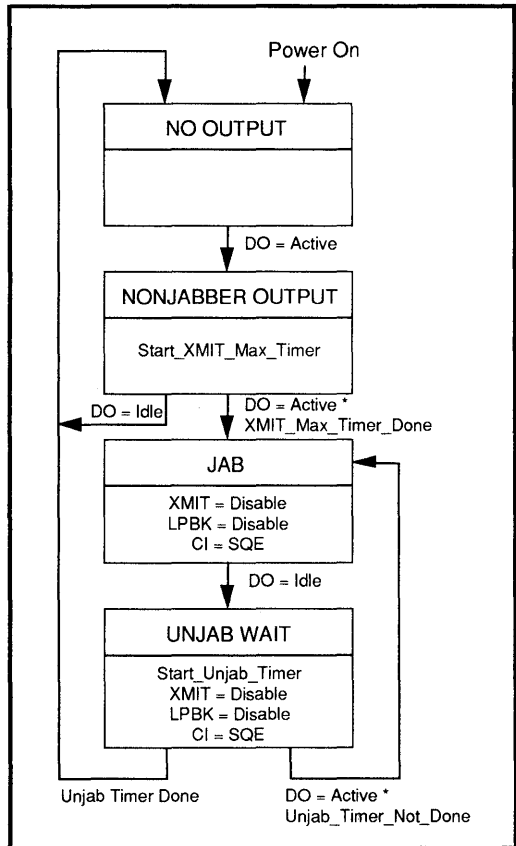 Power On
NO OUTPUT
DO = Active
NONJABBER OUTPUT
Start_XMIT_Max_Timer
DO = Idle
DO = Active *
XMIT_Max_Timer_Done
JAB
XMIT = Disable
LPBK = Disable
CI = SQE
DO = Idle
UNJAB WAIT
Start_Unjab_Timer
XMIT = Disable
LPBK = Disable
CI = SQE
Unjab Timer Done
DO = Active *
Unjab_Timer_Not_Done